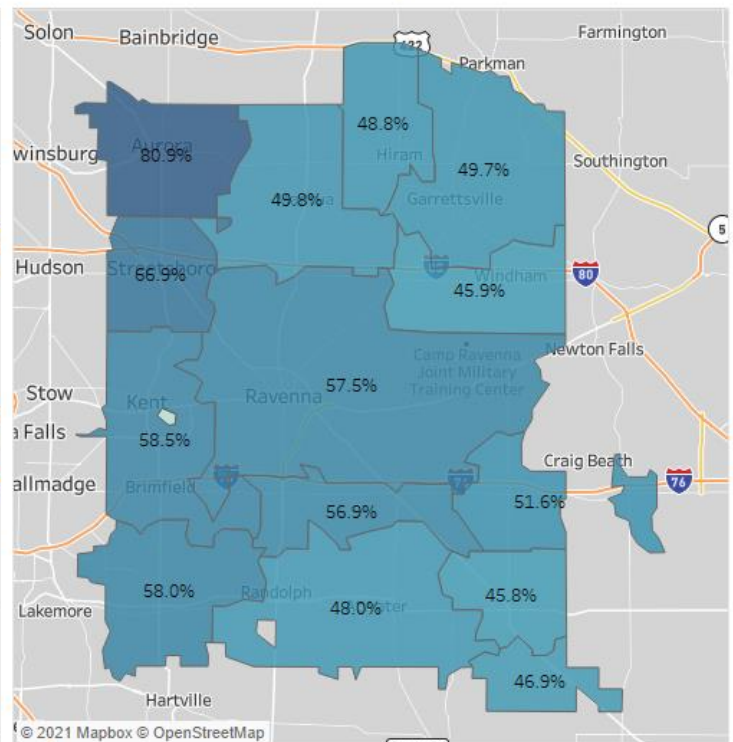 Solon
Bainbridge
422
Farmington
Parkman
winsburg
Aurora
80.9%
48.8%
Hiram
49.7%
Southington
49.8%
Garrettsville
5
Hudson
Streetsboro
66.9%
Windham
80
45.9%
Newton Falls
Camp Ravenna
Joint Military
Training Center
57.5%
Stow
Kent
Ravenna
a Falls
58.5%
Craig Beath
allmadge
Brimfield
76
51.6%
56.9%
58.0%
Randolph
45.8%
Lakemore
48.0%
46.9%
Hartville
© 2021 Mapbox © OpenStreetMap